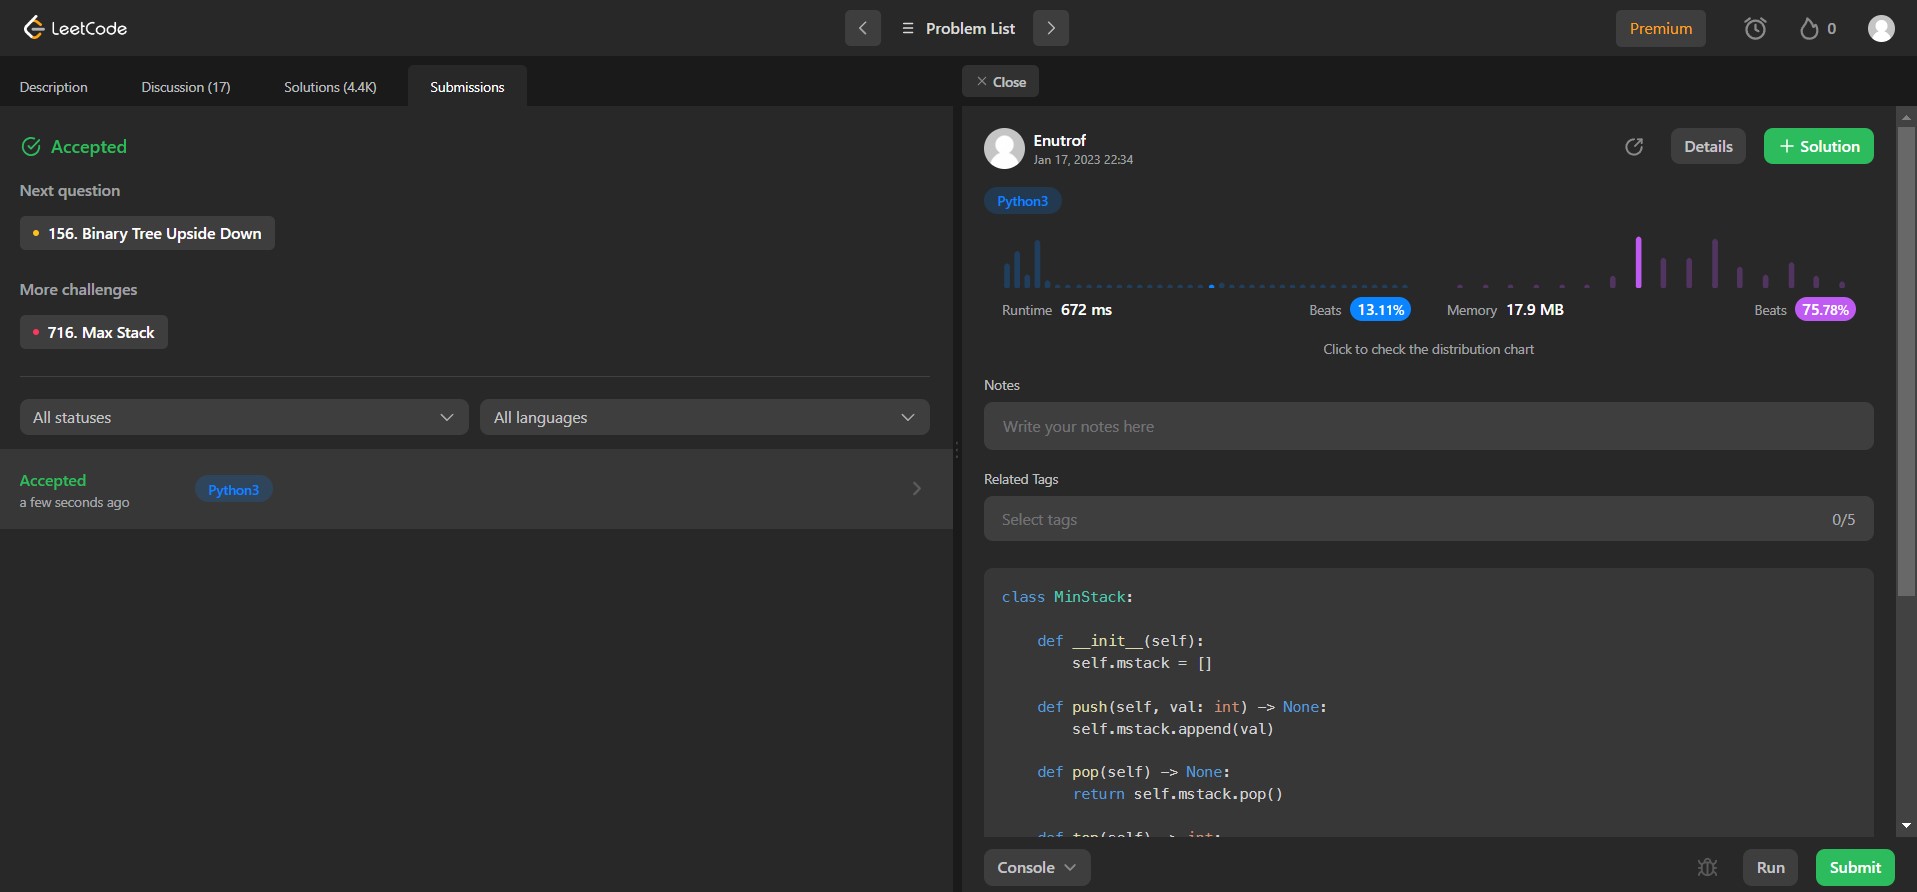 LeetCode
Problem List
Premium
0
Description
Discussion (17)
Solutions (4.4K)
Submissions
Close
Accepted
Next question
156. Binary Tree Upside Down
More challenges
716. Max Stack
All statuses
All languages
Accepted
a few seconds ago
Python3
Enutrof
Jan 17, 2023 22:34
Details
+ Solution
Python3
Runtime 672 ms
Beats 13.11%
Memory 17.9 MB
Beats 75.78%
Click to check the distribution chart
Notes
Write your notes here
Related Tags
Select tags
0/5
class MinStack:
def __init__(self):
self.mstack = []
def push(self, val: int) -> None:
self.mstack.append(val)
def pop(self) -> None:
return self.mstack.pop()
def top(self) -> int:
Console
Run
Submit